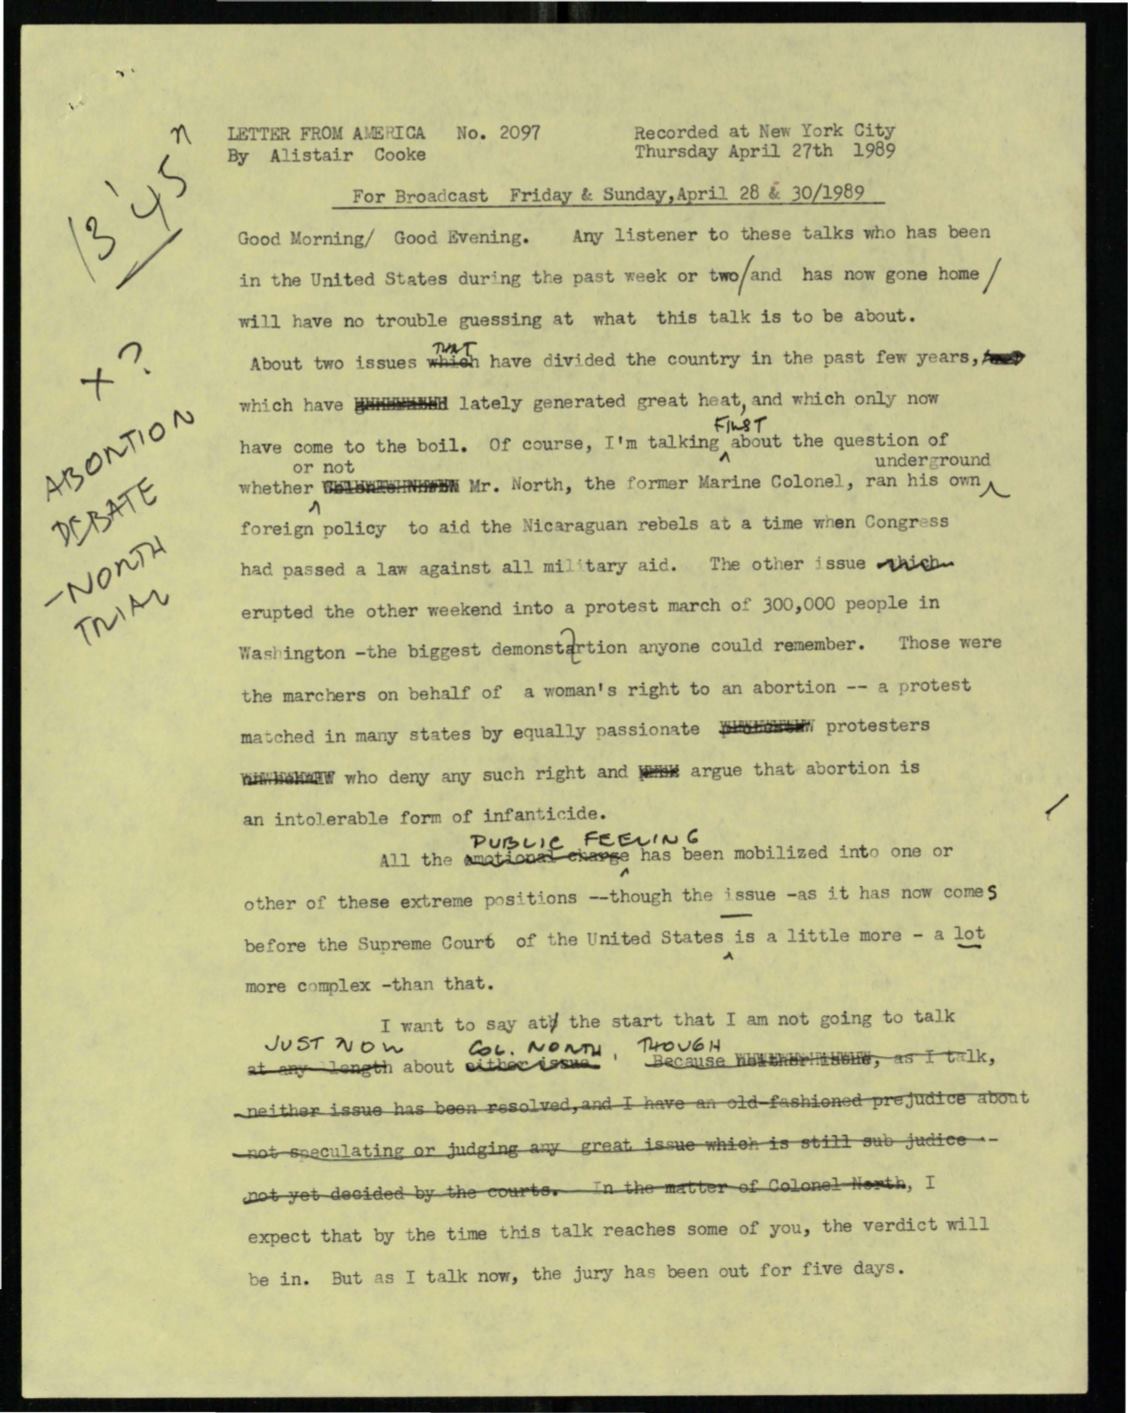 LETTER FROM AMERICA No. 2097
By Alistair Cooke
Recorded at New York City
Thursday April 27th 1989
For Broadcast Friday & Sunday,April 28 & 30/1989
13'45"
+ ?
ABORTION
DEBATE
-NORTH
TRIAL
Good Morning/ Good Evening. Any listener to these talks who has been
in the United States during the past week or two/and has now gone home/
will have no trouble guessing at what this talk is to be about.
THAT
About two issues which have divided the country in the past few years,
which have lately generated great heat, and which only now
FIRST
have come to the boil. Of course, I'm talking about the question of
or not underground
whether Mr. North, the former Marine Colonel, ran his own
foreign policy to aid the Nicaraguan rebels at a time when Congress
had passed a law against all military aid. The other issue which
erupted the other weekend into a protest march of 300,000 people in
Washington -the biggest demonstartion anyone could remember. Those were
the marchers on behalf of a woman's right to an abortion -- a protest
matched in many states by equally passionate protesters
who deny any such right and argue that abortion is
an intolerable form of infanticide.
PUBLIC FEELING
All the emotional charge has been mobilized into one or
other of these extreme positions --though the issue -as it has now comes
before the Supreme Court of the United States is a little more - a lot
more complex -than that.
I want to say at the start that I am not going to talk
JUST NOW COL. NORTH, THOUGH
at any length about either issue. Because, as I talk,
neither issue has been resolved,and I have an old-fashioned prejudice about
not speculating or judging any great issue which is still sub judice --
not yet decided by the courts. In the matter of Colonel North, I
expect that by the time this talk reaches some of you, the verdict will
be in. But as I talk now, the jury has been out for five days.